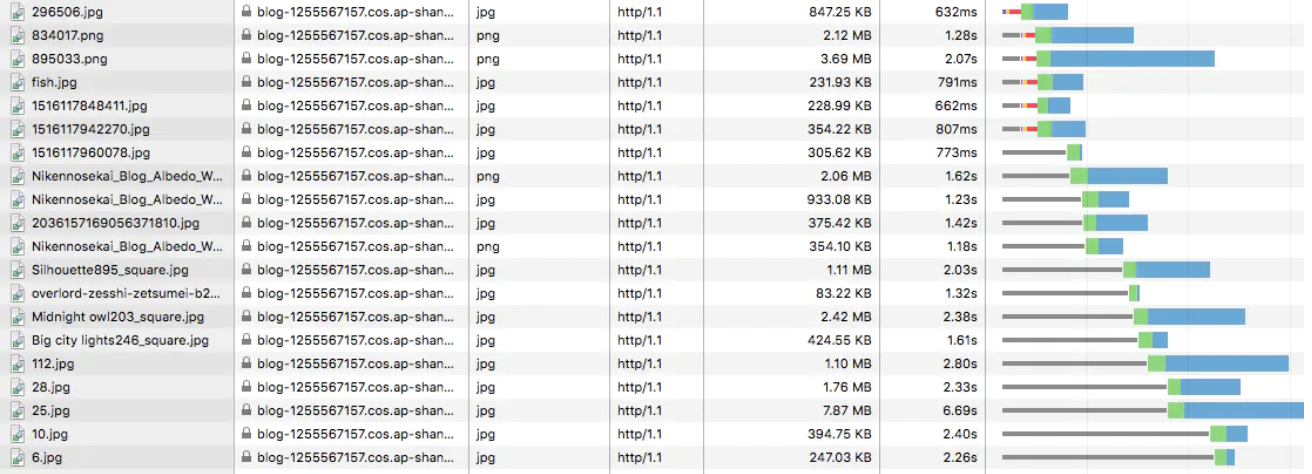 296506.jpg blog-1255567157.cos.ap-shan... jpg http/1.1 847.25 KB 632ms
834017.png blog-1255567157.cos.ap-shan... png http/1.1 2.12 MB 1.28s
895033.png blog-1255567157.cos.ap-shan... png http/1.1 3.69 MB 2.07s
fish.jpg blog-1255567157.cos.ap-shan... jpg http/1.1 231.93 KB 791ms
1516117848411.jpg blog-1255567157.cos.ap-shan... jpg http/1.1 228.99 KB 662ms
1516117942270.jpg blog-1255567157.cos.ap-shan... jpg http/1.1 354.22 KB 807ms
1516117960078.jpg blog-1255567157.cos.ap-shan... jpg http/1.1 305.62 KB 773ms
Nikennosekai_Blog_Albedo_W... blog-1255567157.cos.ap-shan... png http/1.1 2.06 MB 1.62s
Nikennosekai_Blog_Albedo_W... blog-1255567157.cos.ap-shan... jpg http/1.1 933.08 KB 1.23s
2036157169056371810.jpg blog-1255567157.cos.ap-shan... jpg http/1.1 375.42 KB 1.42s
Nikennosekai_Blog_Albedo_W... blog-1255567157.cos.ap-shan... png http/1.1 354.10 KB 1.18s
Silhouette895_square.jpg blog-1255567157.cos.ap-shan... jpg http/1.1 1.11 MB 2.03s
overlord-zesshi-zetsumei-b2... blog-1255567157.cos.ap-shan... jpg http/1.1 83.22 KB 1.32s
Midnight owl203_square.jpg blog-1255567157.cos.ap-shan... jpg http/1.1 2.42 MB 2.38s
Big city lights246_square.jpg blog-1255567157.cos.ap-shan... jpg http/1.1 424.55 KB 1.61s
112.jpg blog-1255567157.cos.ap-shan... jpg http/1.1 1.10 MB 2.80s
28.jpg blog-1255567157.cos.ap-shan... jpg http/1.1 1.76 MB 2.33s
25.jpg blog-1255567157.cos.ap-shan... jpg http/1.1 7.87 MB 6.69s
10.jpg blog-1255567157.cos.ap-shan... jpg http/1.1 394.75 KB 2.40s
6.jpg blog-1255567157.cos.ap-shan... jpg http/1.1 247.03 KB 2.26s